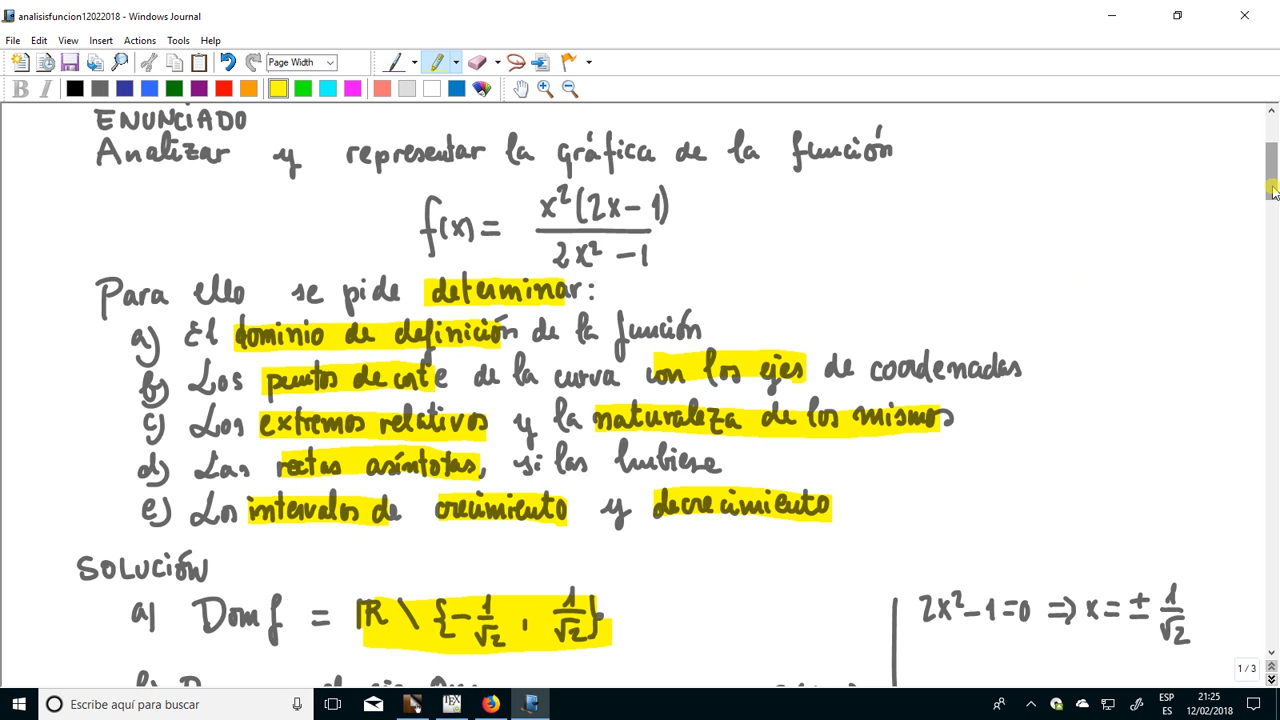 analisisfuncion12022018 - Windows Journal
File Edit View Insert Actions Tools Help
Page Width
B I
ENUNCIADO
Analizar y representar la gráfica de la función
f(x) = x²(2x-1) / 2x²-1
Para ello se pide determinar:
a) El dominio de definición de la función
b) Los puntos de corte de la curva con los ejes de coordenadas
c) Los extremos relativos y la naturaleza de los mismos
d) Las rectas asíntotas, si las hubiese
e) Los intervalos de crecimiento y decrecimiento
SOLUCIÓN
a) Dom f = ℝ \ {-1/√2, 1/√2}
2x²-1=0 ⇒ x = ± 1/√2
1 / 3
Escribe aquí para buscar
TEX
ESP
ES
21:25
12/02/2018